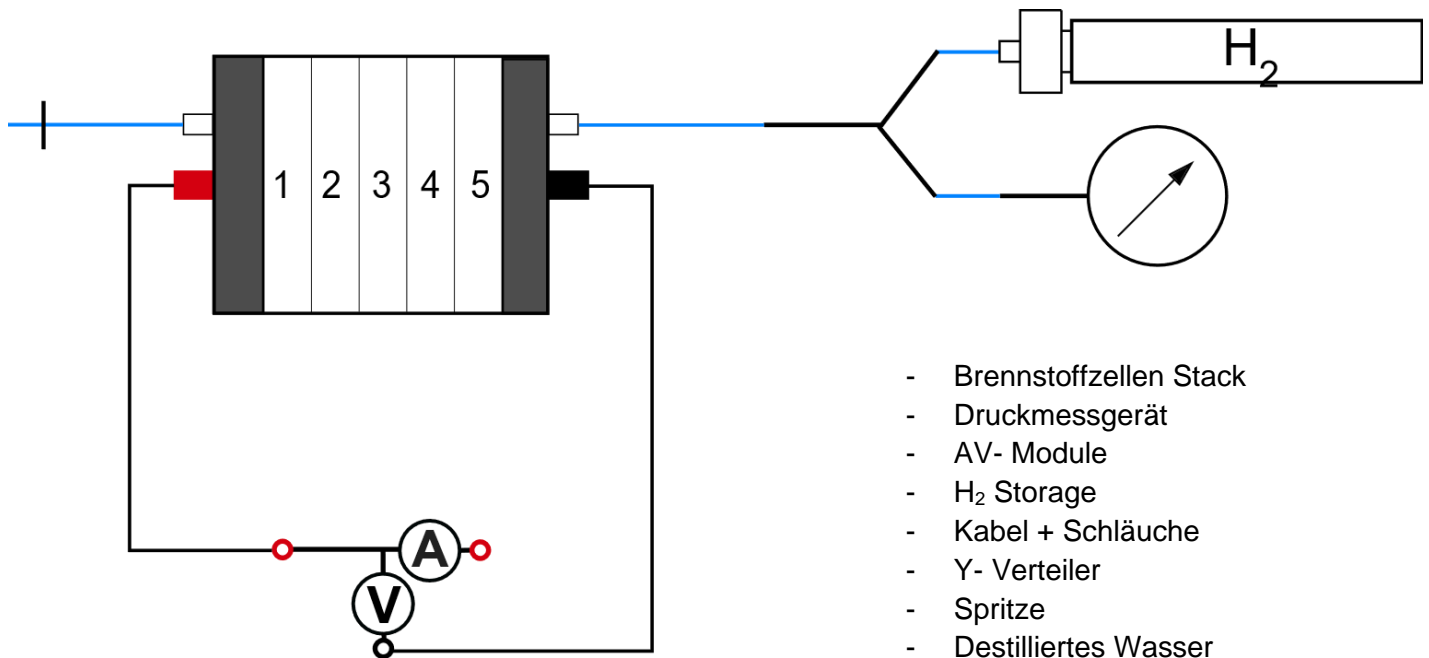 H₂
1 2 3 4 5
- Brennstoffzellen Stack
- Druckmessgerät
- AV- Module
- H₂ Storage
- Kabel + Schläuche
- Y- Verteiler
- Spritze
- Destilliertes Wasser
A
V